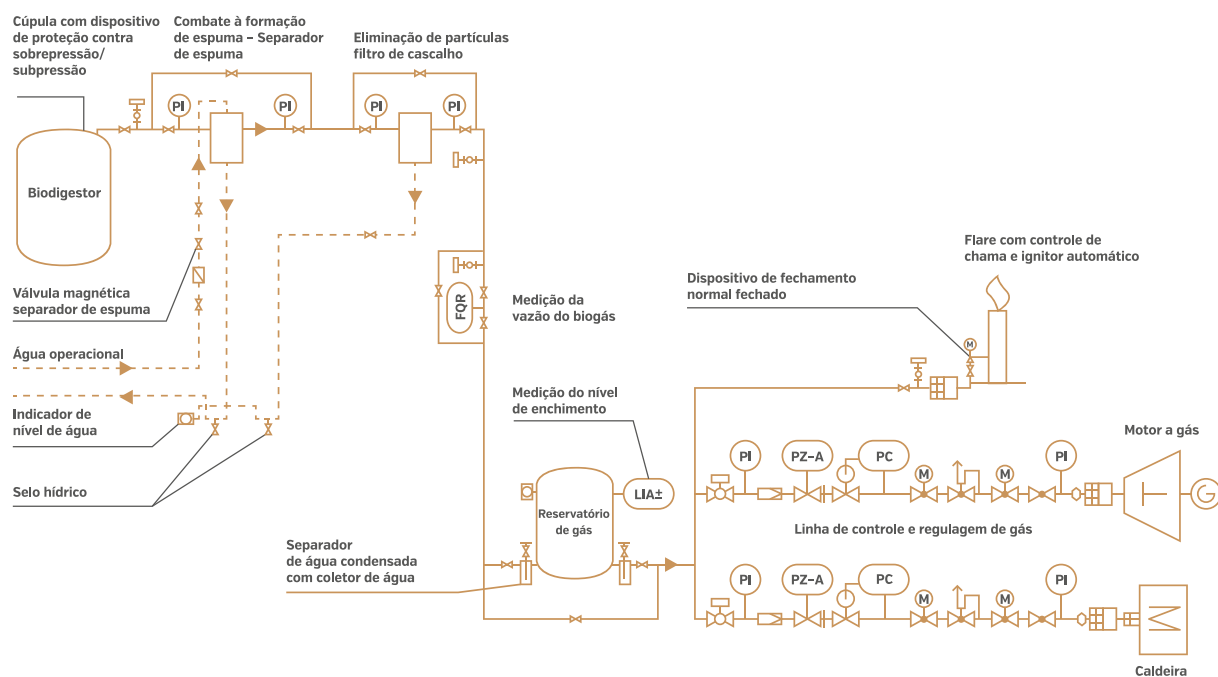 Cúpula com dispositivo
de proteção contra
sobrepressão/
subpressão
Combate à formação
de espuma – Separador
de espuma
Eliminação de partículas
filtro de cascalho
PI
PI
PI
PI
Biodigestor
Válvula magnética
separador de espuma
Água operacional
Indicador de
nível de água
Selo hídrico
FQR
Medição da
vazão do biogás
Medição do nível
de enchimento
Flare com controle de
chama e ignitor automático
Dispositivo de fechamento
normal fechado
M
Reservatório
de gás
LIA±
Separador
de água condensada
com coletor de água
PI
PZ–A
PC
M
M
PI
Motor a gás
G
Linha de controle e regulagem de gás
PI
PZ–A
PC
M
M
PI
Caldeira